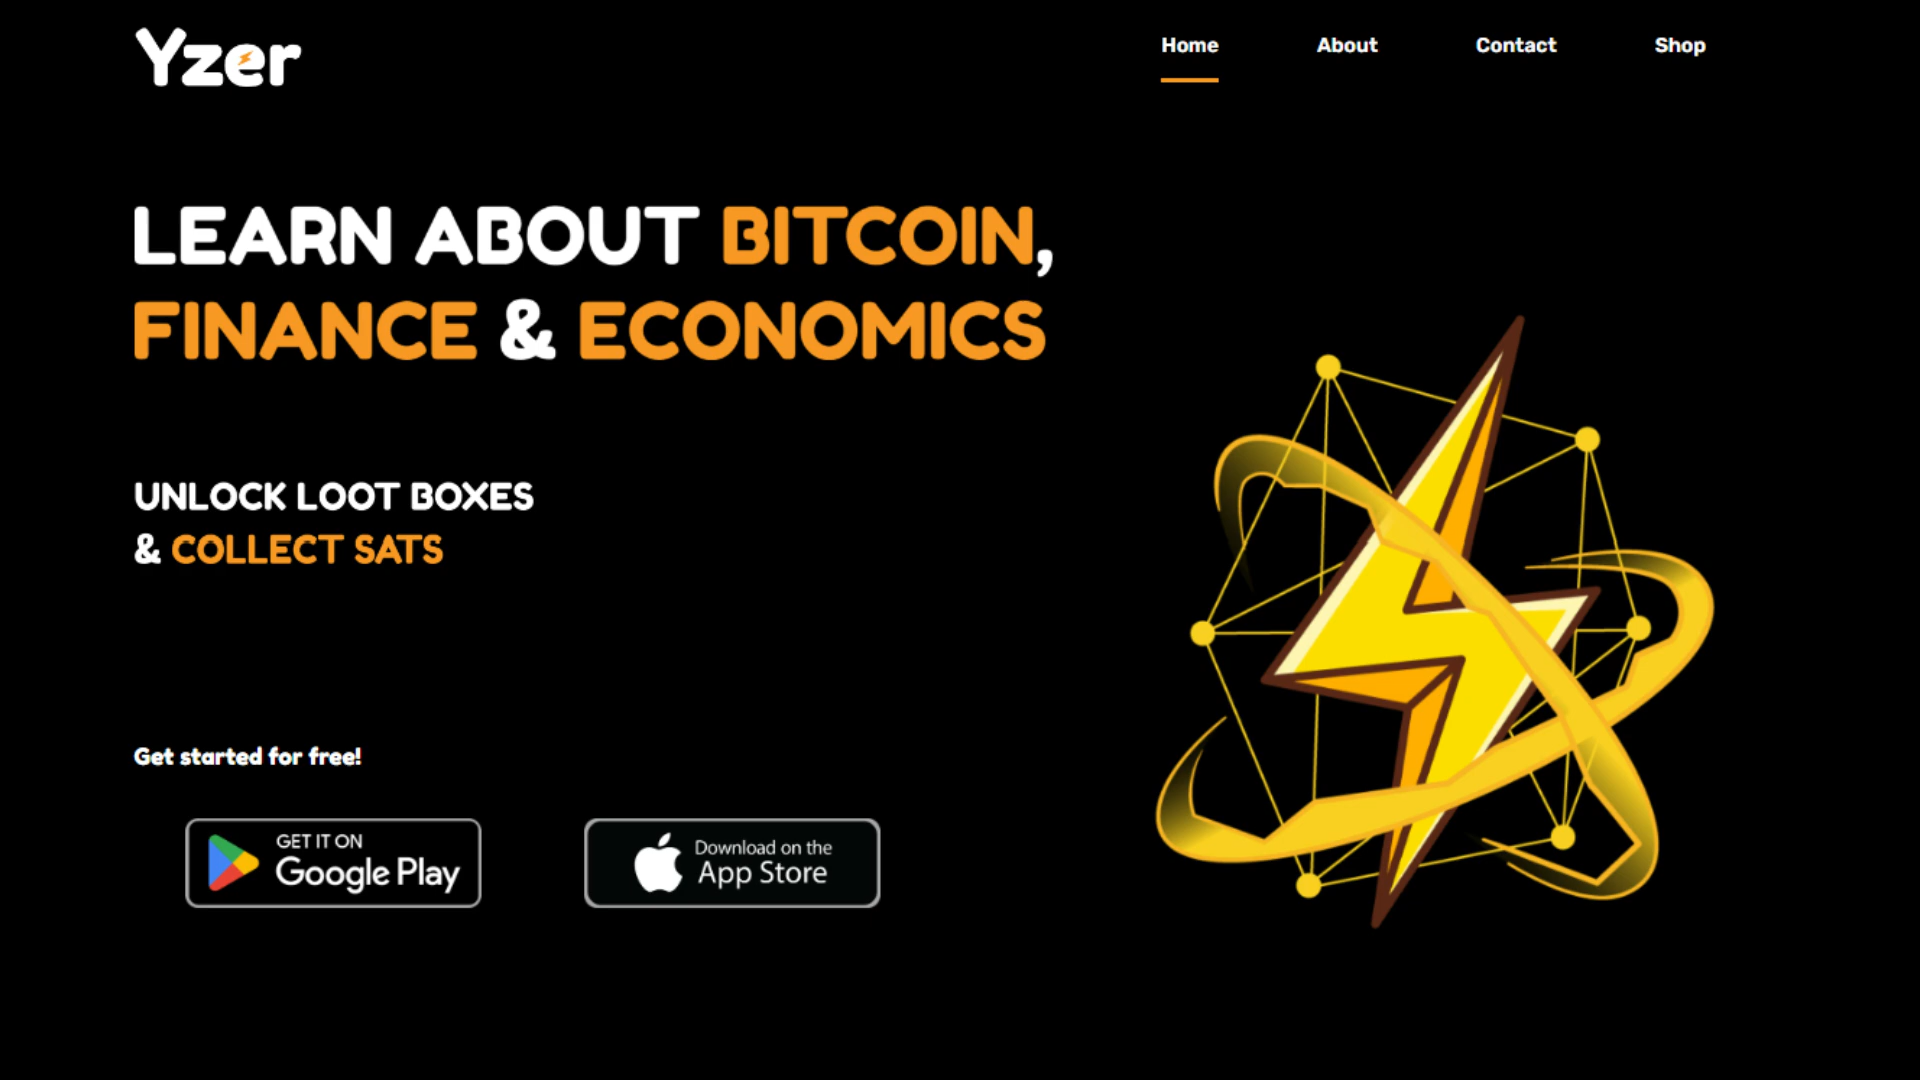 Yzer
Home About Contact Shop
LEARN ABOUT BITCOIN,
FINANCE & ECONOMICS
UNLOCK LOOT BOXES
& COLLECT SATS
Get started for free!
GET IT ON
Google Play
Download on the
App Store